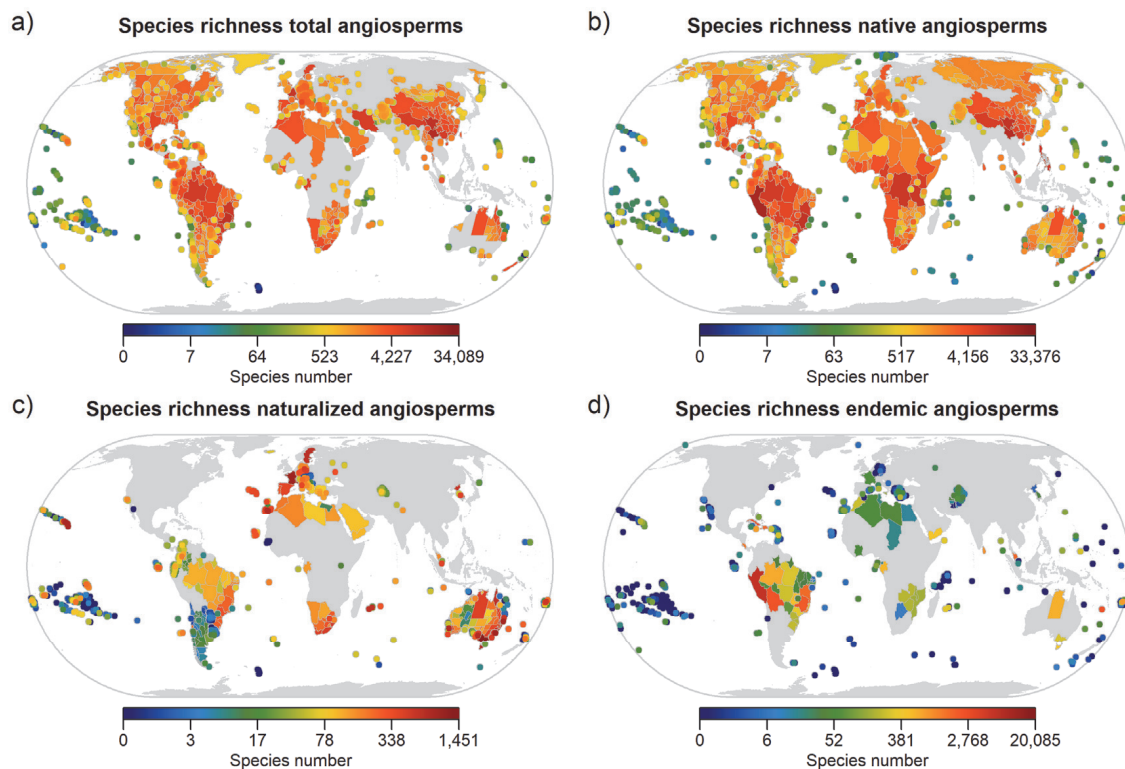 a) Species richness total angiosperms
b) Species richness native angiosperms
0 7 64 523 4,227 34,089
Species number
0 7 63 517 4,156 33,376
Species number
c) Species richness naturalized angiosperms
d) Species richness endemic angiosperms
0 3 17 78 338 1,451
Species number
0 6 52 381 2,768 20,085
Species number